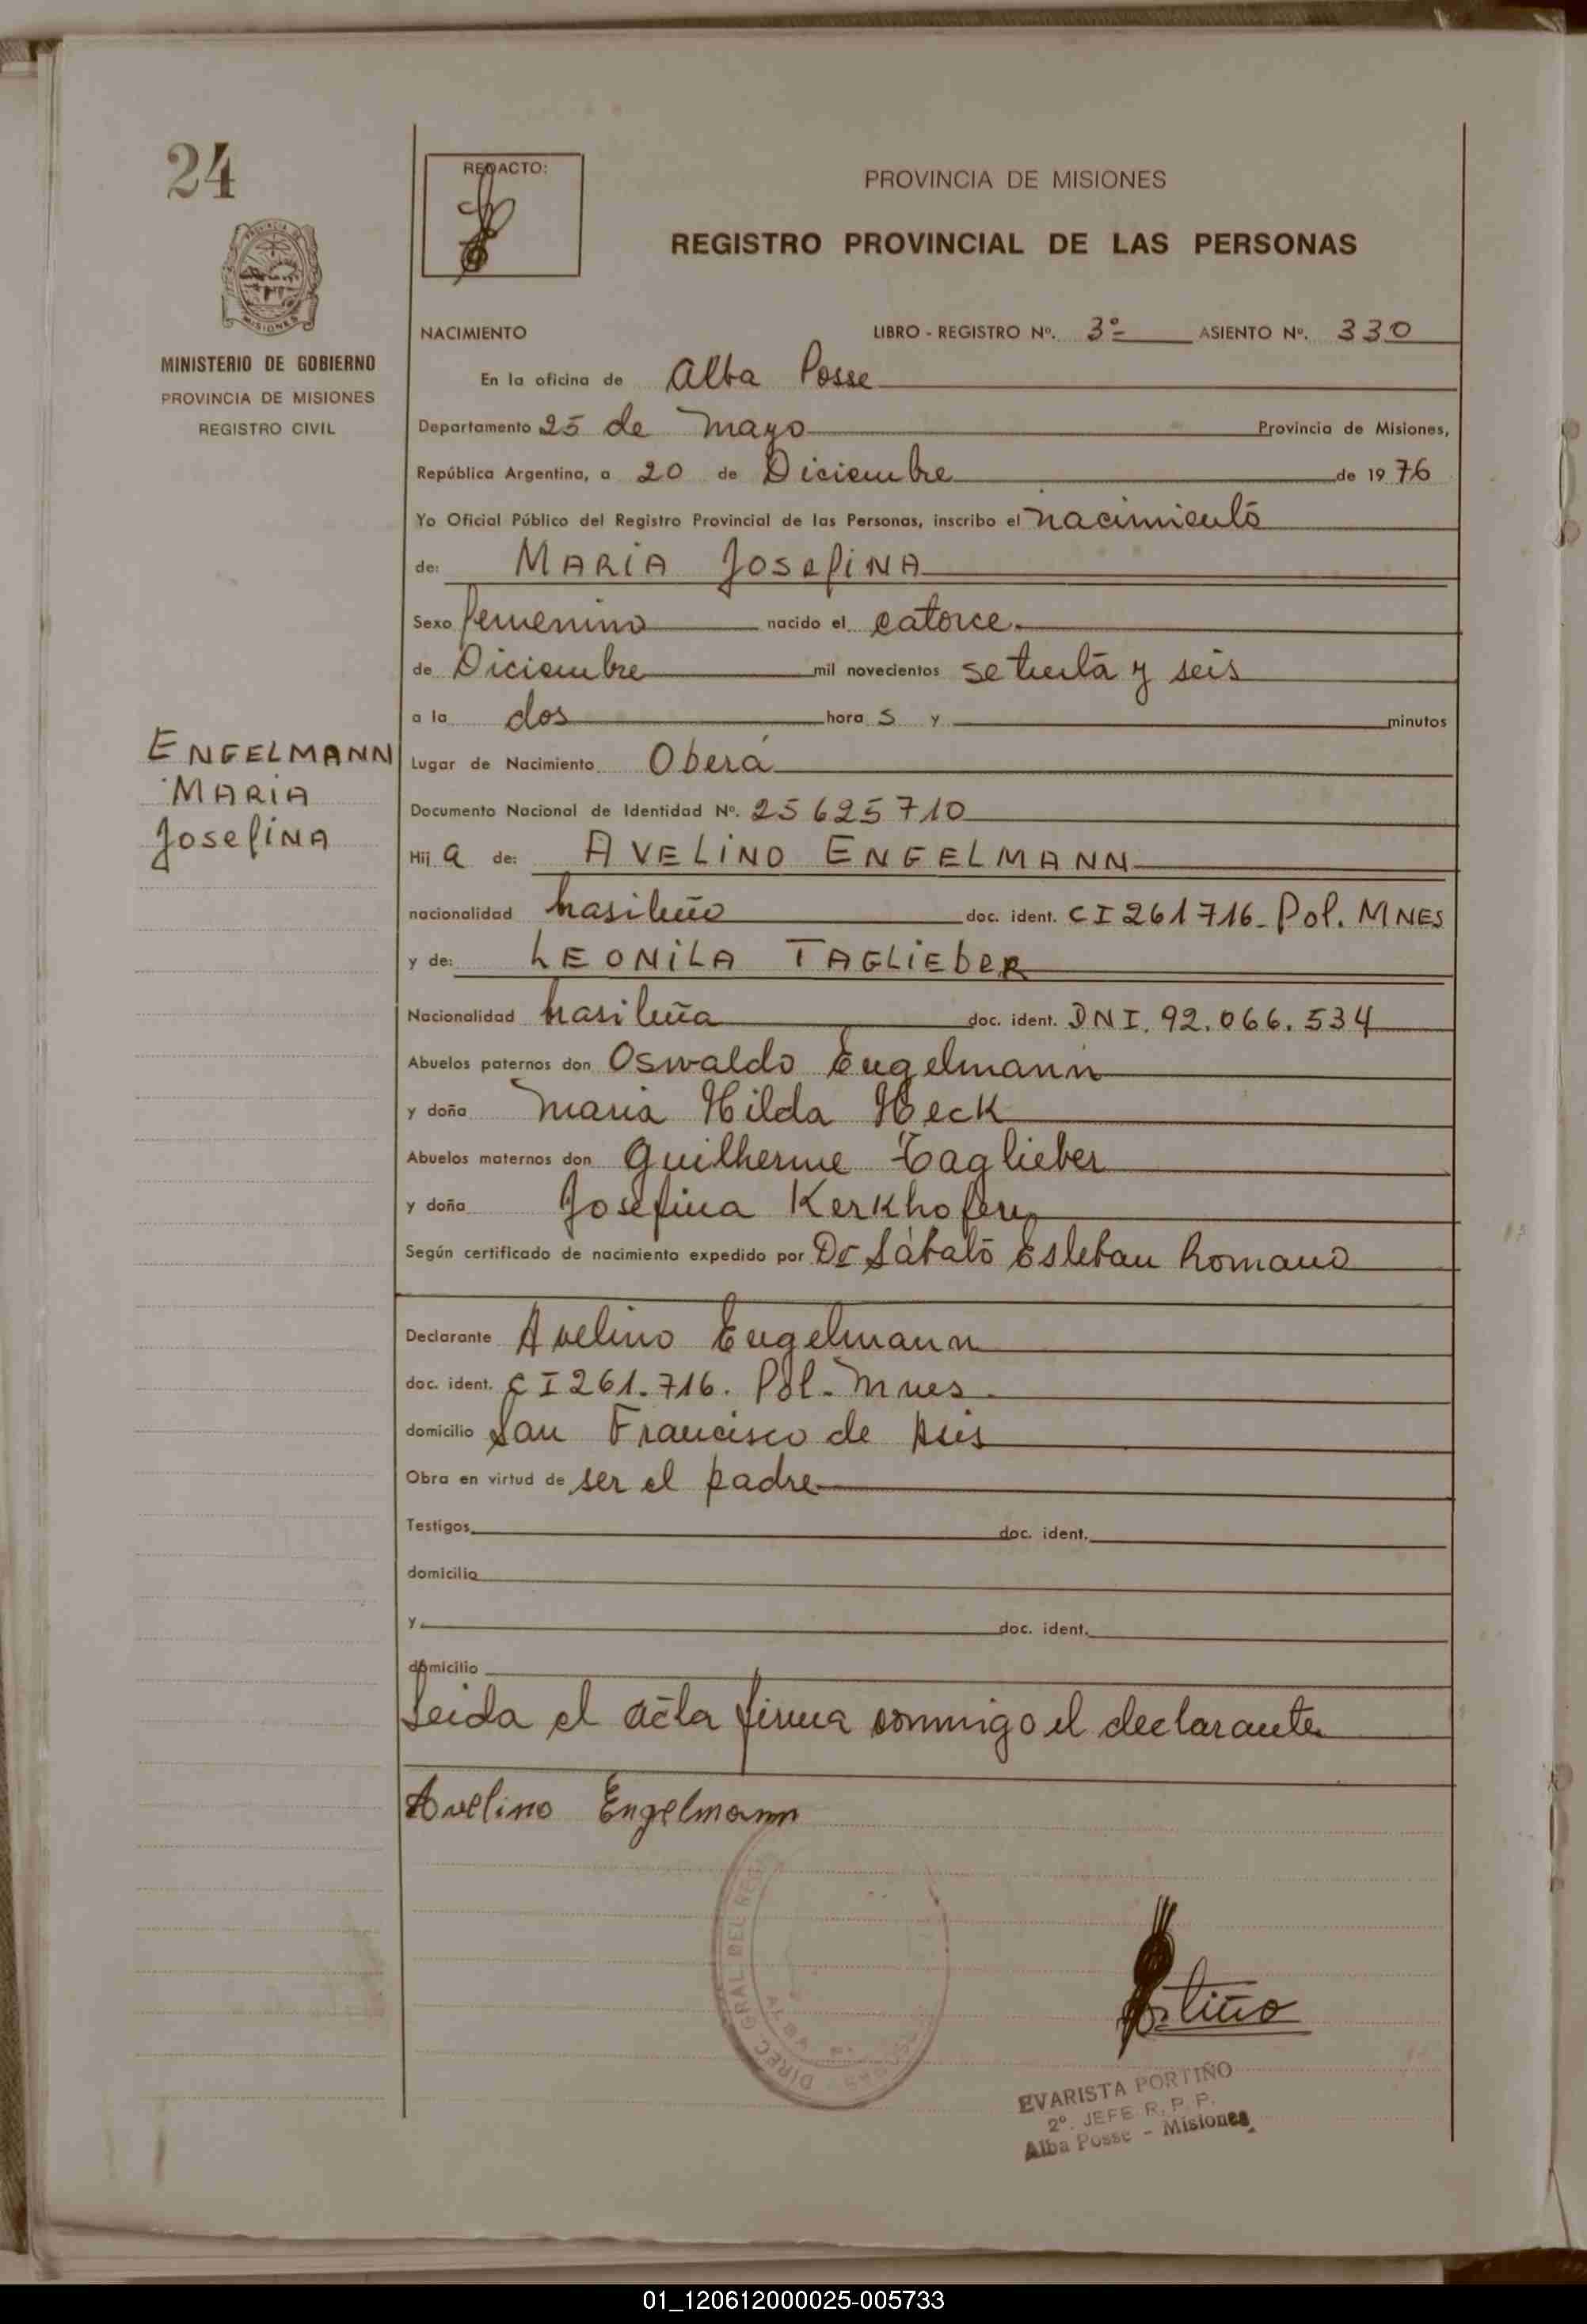 24
REDACTO:
PROVINCIA DE MISIONES
REGISTRO PROVINCIAL DE LAS PERSONAS
MISIONES
MINISTERIO DE GOBIERNO
PROVINCIA DE MISIONES
REGISTRO CIVIL
NACIMIENTO LIBRO - REGISTRO Nº. 3º ASIENTO Nº. 330
En la oficina de Alba Posse
Departamento 25 de Mayo Provincia de Misiones,
República Argentina, a 20 de Diciembre de 1976
Yo Oficial Público del Registro Provincial de las Personas, inscribo el nacimiento
de: MARIA JOSEFINA
Sexo femenino nacido el catorce
de Diciembre mil novecientos setenta y seis
a la dos hora s y minutos
ENGELMANN
MARIA
JOSEFINA
Lugar de Nacimiento Oberá
Documento Nacional de Identidad Nº. 25625710
Hij a de: AVELINO ENGELMANN
nacionalidad brasileño doc. ident. CI 261716 - Pol. MNES
y de: LEONILA TAGLIEBER
Nacionalidad brasileña doc. ident. DNI. 92.066.534
Abuelos paternos don Oswaldo Engelmann
y doña Maria Hilda Heck
Abuelos maternos don Guilherme Taglieber
y doña Josefina Kerkhofen
Según certificado de nacimiento expedido por Dr Sábato Esteban Romano
Declarante Avelino Engelmann
doc. ident. CI 261.716. Pol. Mnes.
domicilio San Francisco de Asis
Obra en virtud de ser el padre
Testigos doc. ident.
domicilio
y doc. ident.
domicilio
Leida el acta firma conmigo el declarante
Avelino Engelmann
DIREC. GRAL DEL REG
ALBA
Portiño
EVARISTA PORTIÑO
2º. JEFE R. P. P.
Alba Posse - Misiones
01_120612000025-005733